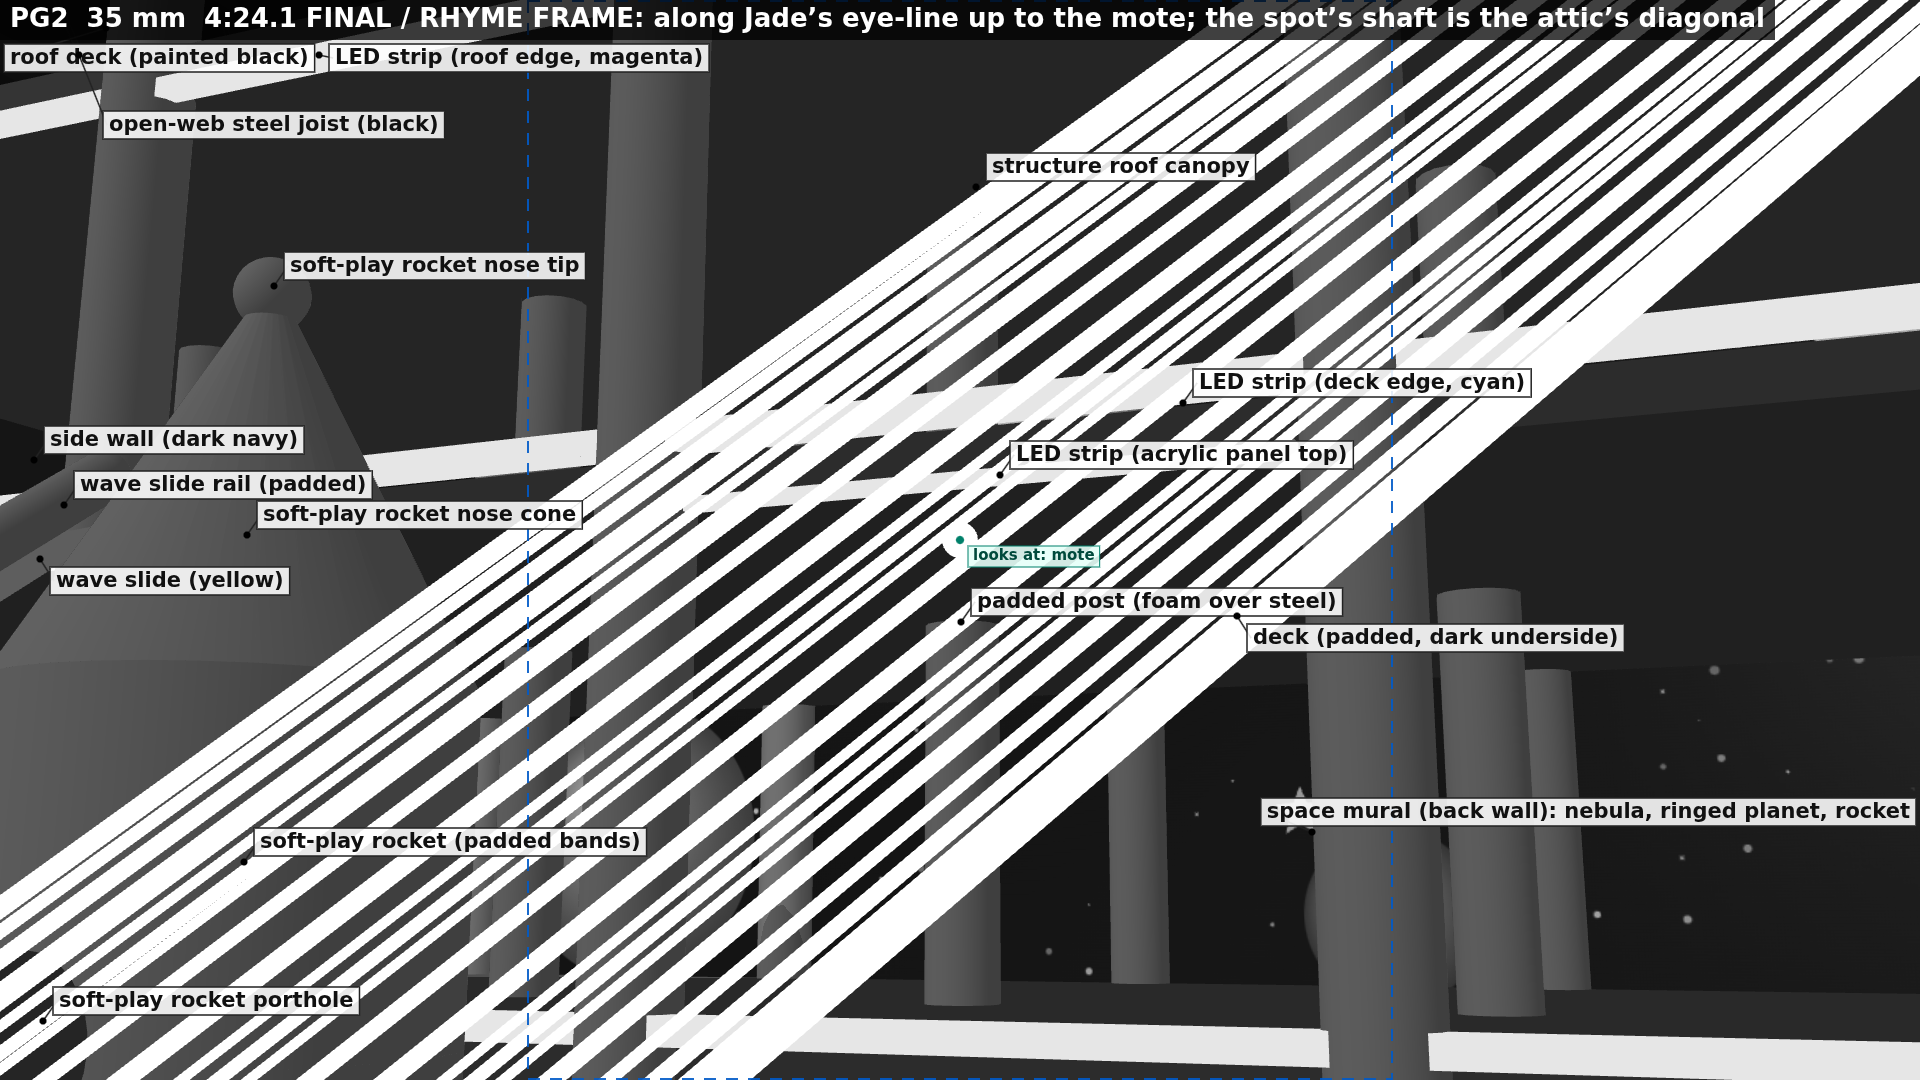 PG2 35 mm 4:24.1 FINAL / RHYME FRAME: along Jade’s eye-line up to the mote; the spot’s shaft is the attic’s diagonal
roof deck (painted black)
LED strip (roof edge, magenta)
open-web steel joist (black)
structure roof canopy
soft-play rocket nose tip
LED strip (deck edge, cyan)
side wall (dark navy)
LED strip (acrylic panel top)
wave slide rail (padded)
soft-play rocket nose cone
looks at: mote
wave slide (yellow)
padded post (foam over steel)
deck (padded, dark underside)
space mural (back wall): nebula, ringed planet, rocket
soft-play rocket (padded bands)
soft-play rocket porthole